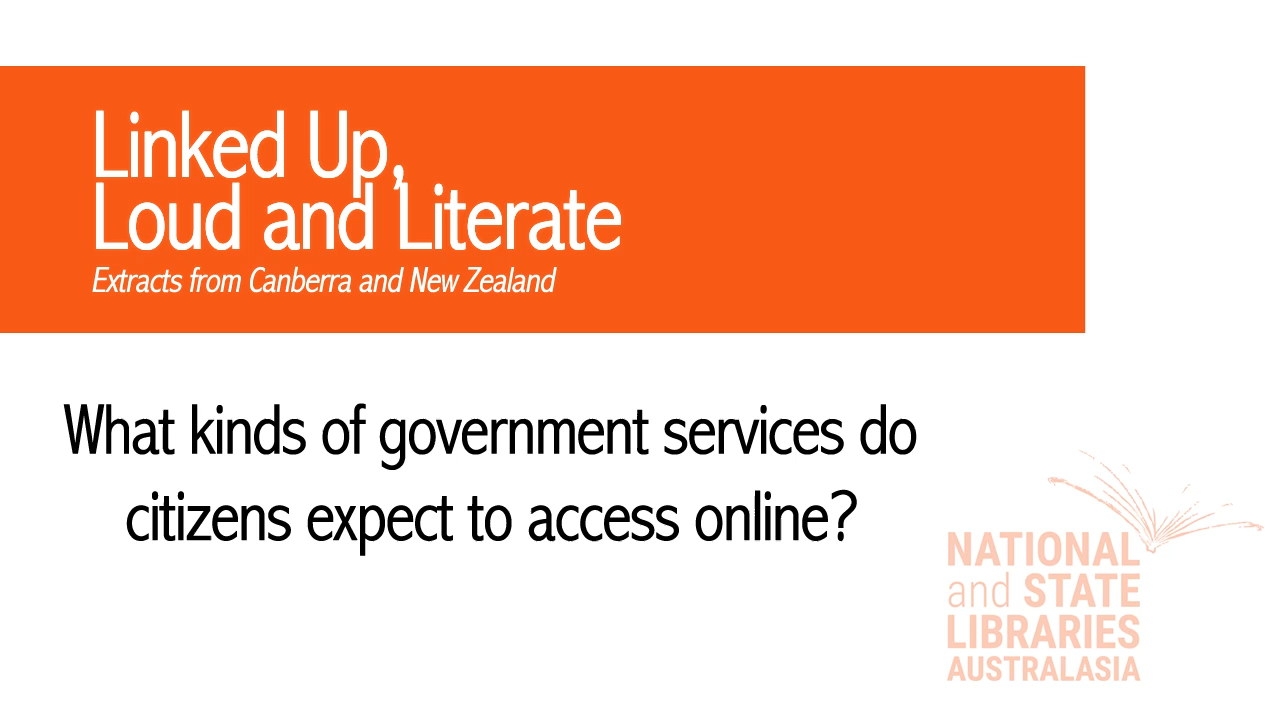 Linked Up,
Loud and Literate
Extracts from Canberra and New Zealand
What kinds of government services do
citizens expect to access online?
NATIONAL
and STATE
LIBRARIES
AUSTRALASIA